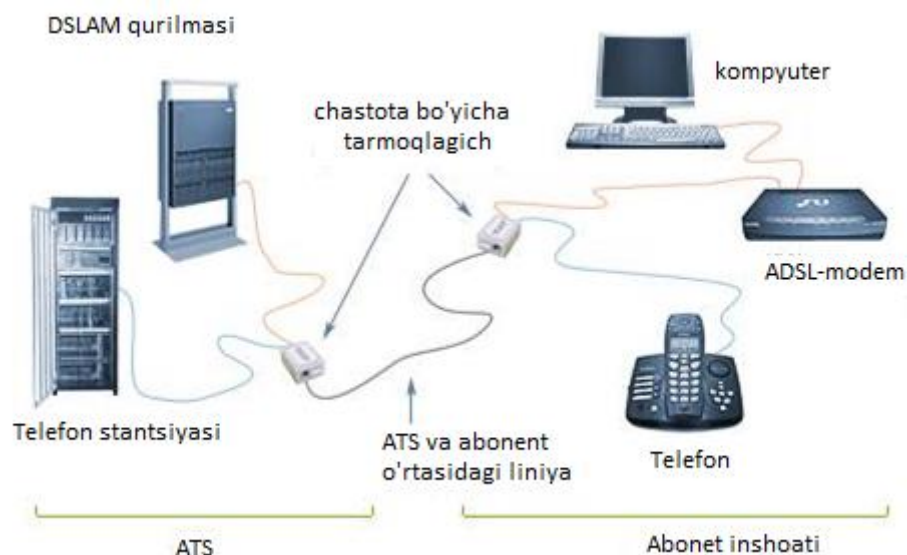 DSLAM qurilmasi
kompyuter
chastota bo'yicha
tarmoqlagich
ADSL-modem
Telefon stantsiyasi
ATS va abonent
o'rtasidagi liniya
Telefon
ATS
Abonet inshoati